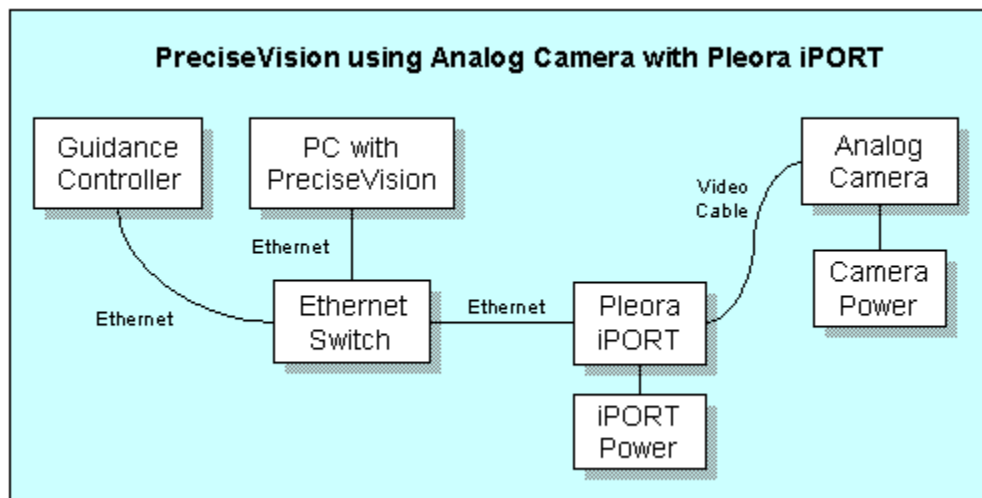 PreciseVision using Analog Camera with Pleora iPORT
Guidance
Controller
PC with
PreciseVision
Analog
Camera
Video
Cable
Ethernet
Camera
Power
Ethernet
Ethernet
Switch
Ethernet
Pleora
iPORT
iPORT
Power